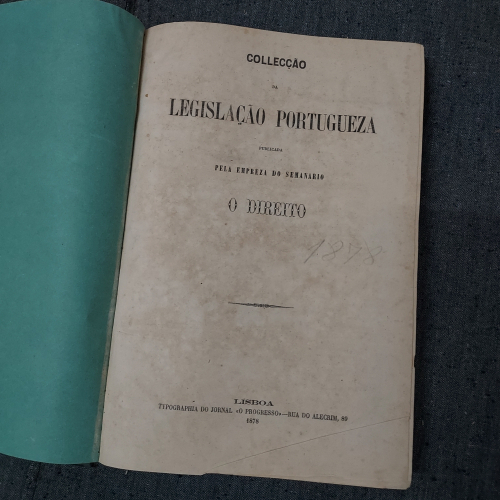 COLLECÇÃO
DA
LEGISLAÇÃO PORTUGUEZA
PUBLICADA
PELA EMPREZA DO SEMANARIO
O DIREITO
1878
LISBOA
TYPOGRAPHIA DO JORNAL «O PROGRESSO»—RUA DO ALECRIM, 89
1878